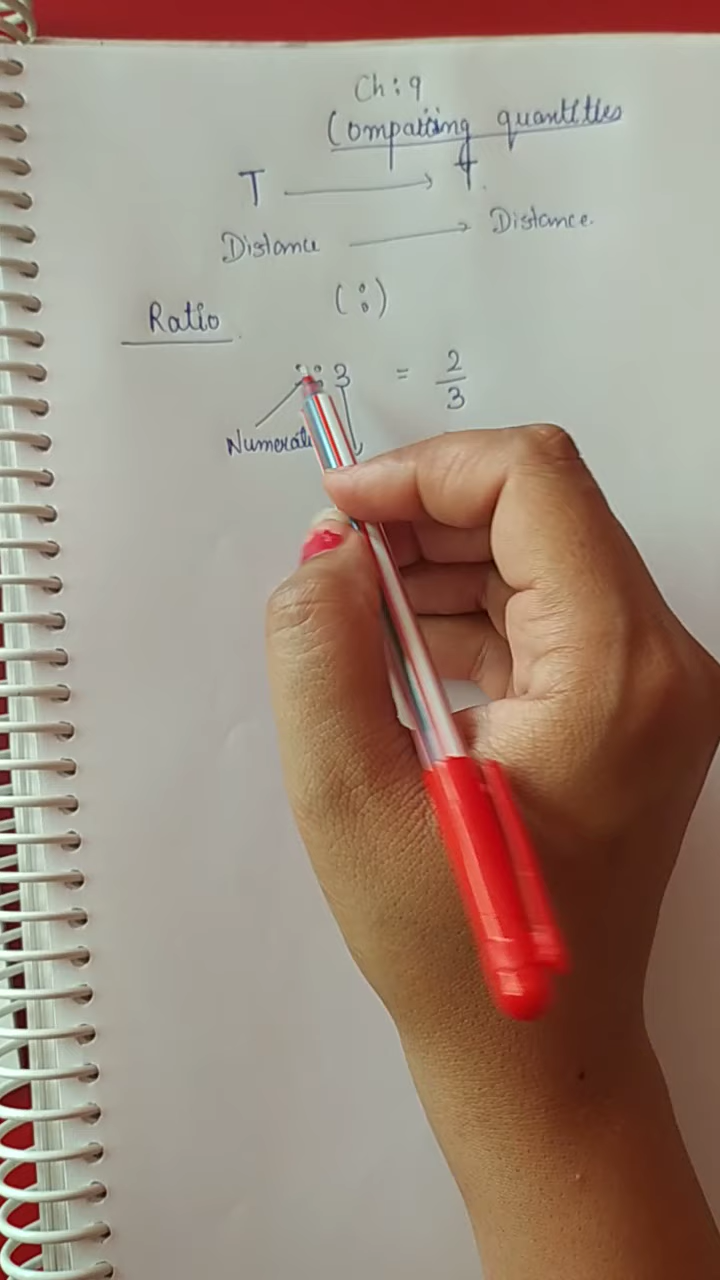 Ch:9
Comparing quantities
T → T.
Distance → Distance.
Ratio. (:)
: 3 = 2/3